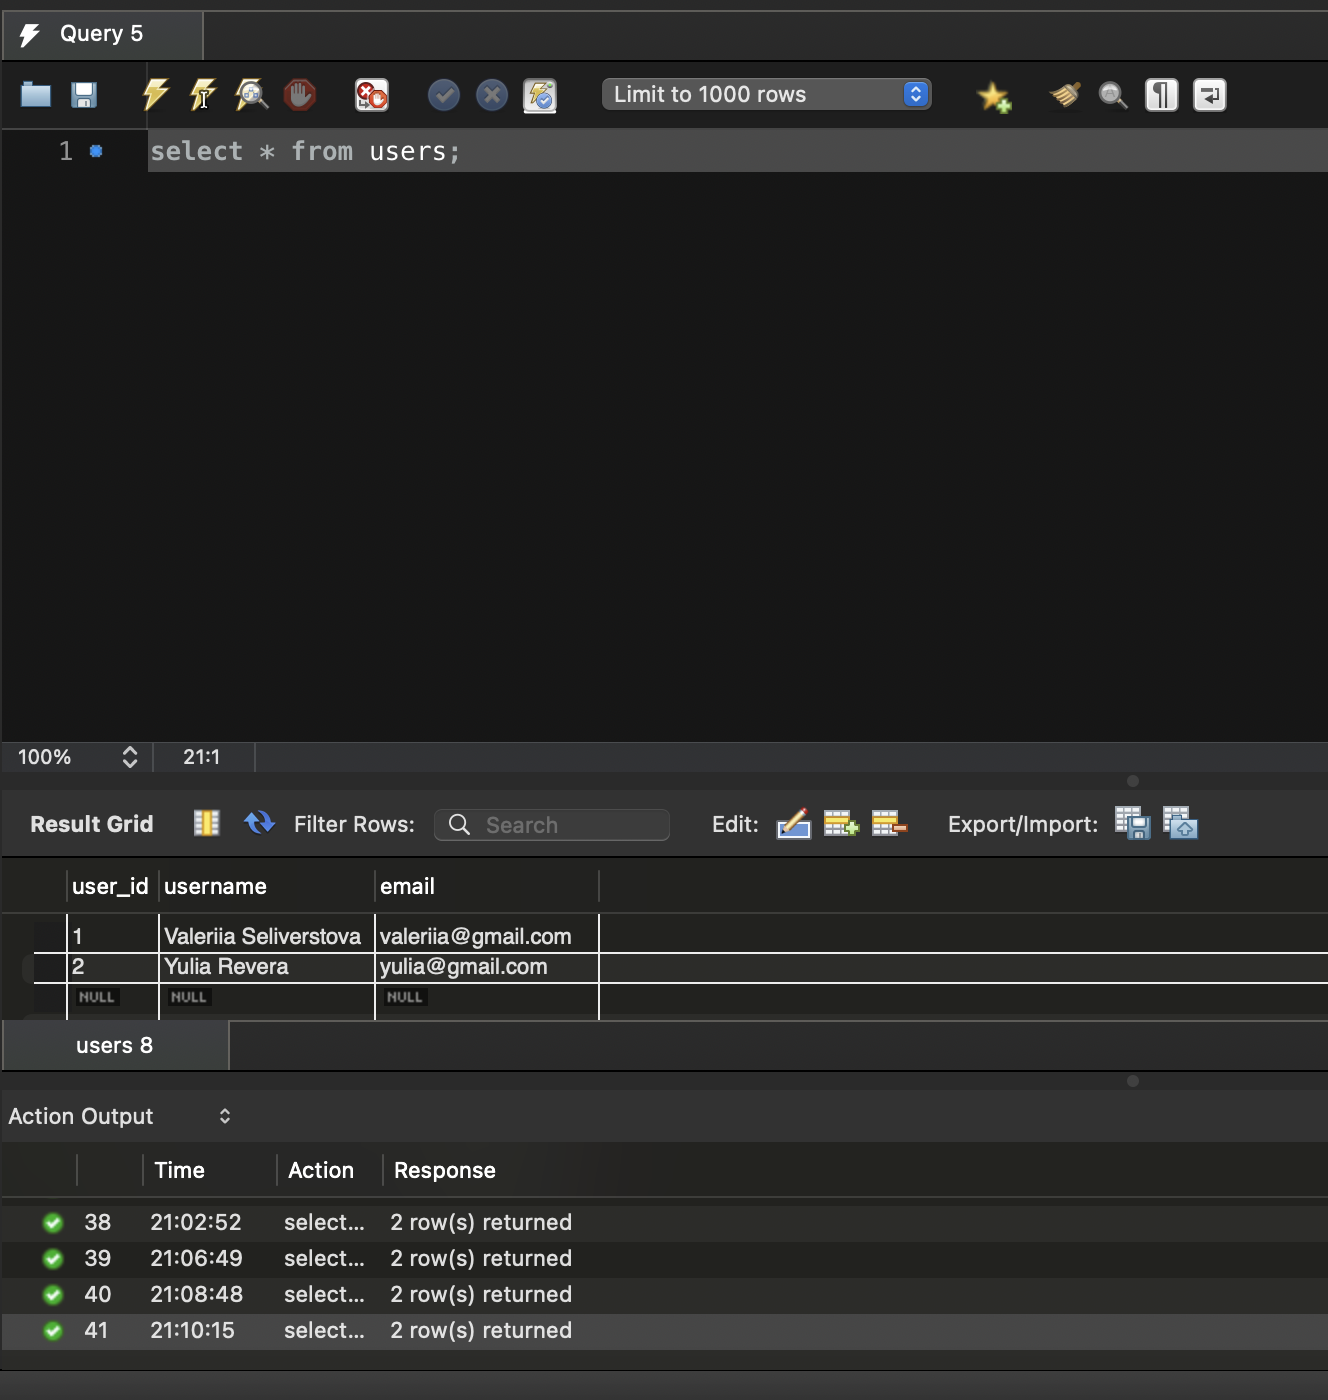 Query 5
Limit to 1000 rows
1 select * from users;
100% 21:1
Result Grid Filter Rows: Search Edit: Export/Import:
user_id username email
1 Valeriia Seliverstova valeriia@gmail.com
2 Yulia Revera yulia@gmail.com
NULL NULL NULL
users 8
Action Output
Time Action Response
38 21:02:52 select... 2 row(s) returned
39 21:06:49 select... 2 row(s) returned
40 21:08:48 select... 2 row(s) returned
41 21:10:15 select... 2 row(s) returned